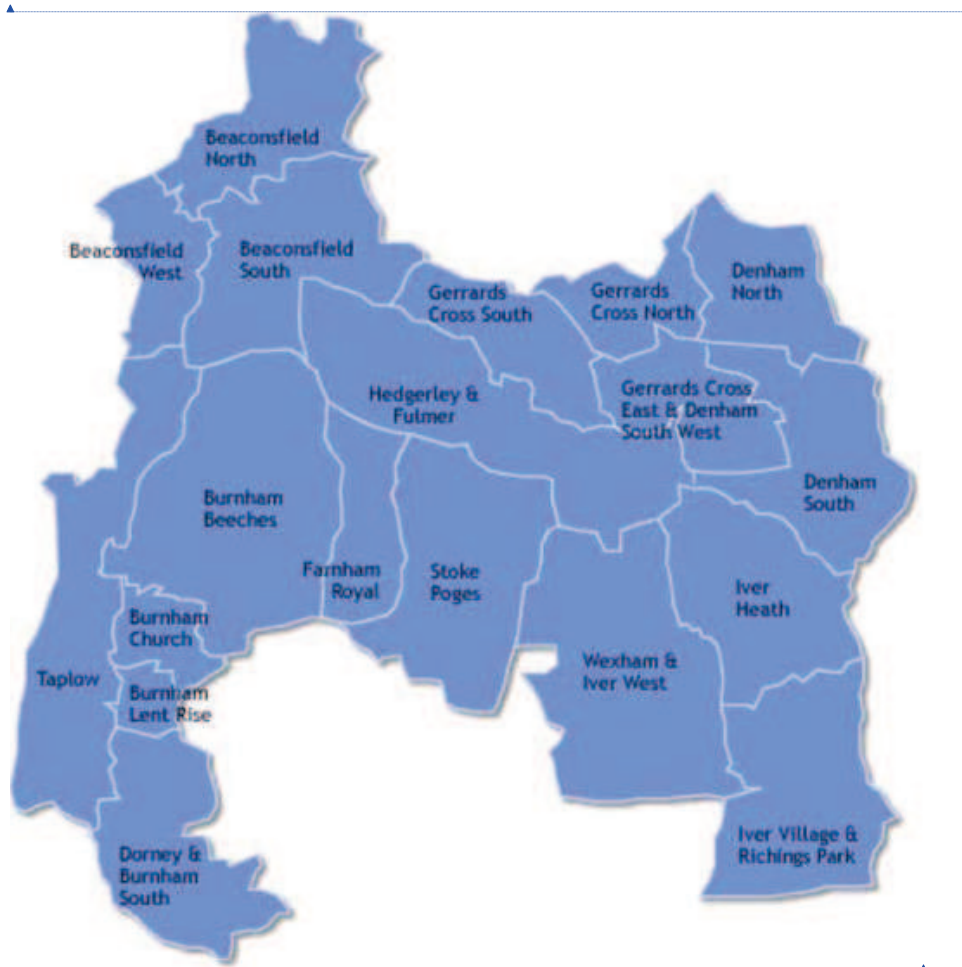 Beaconsfield
North
Beaconsfield
West
Beaconsfield
South
Gerrards
Cross South
Gerrards
Cross North
Denham
North
Hedgerley &
Fulmer
Gerrards Cross
East & Denham
South West
Burnham
Beeches
Denham
South
Farnham
Royal
Stoke
Poges
Iver
Heath
Burnham
Church
Taplow
Burnham
Lent Rise
Wexham &
Iver West
Iver Village &
Richings Park
Dorney &
Burnham
South